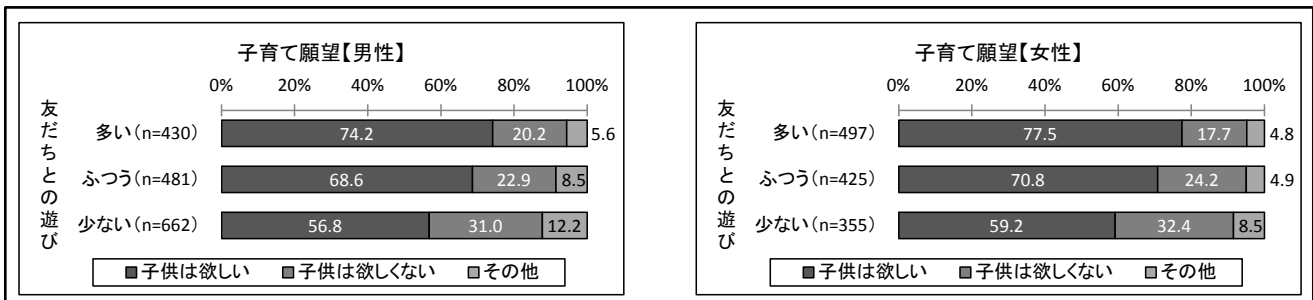 子育て願望【男性】
0% 20% 40% 60% 80% 100%
友だちとの遊び
多い(n=430) 74.2 20.2 5.6
ふつう(n=481) 68.6 22.9 8.5
少ない(n=662) 56.8 31.0 12.2
■子供は欲しい ■子供は欲しくない ■その他
子育て願望【女性】
0% 20% 40% 60% 80% 100%
友だちとの遊び
多い(n=497) 77.5 17.7 4.8
ふつう(n=425) 70.8 24.2 4.9
少ない(n=355) 59.2 32.4 8.5
■子供は欲しい ■子供は欲しくない ■その他